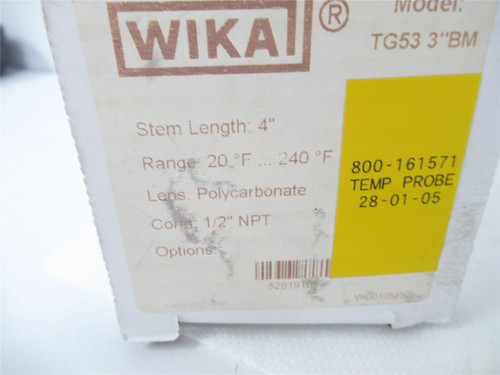 WIKA ®
Model:
TG53 3"BM
Stem Length: 4"
Range: 20 °F ... 240 °F
Lens: Polycarbonate
Conn: 1/2" NPT
Options:
800-161571
TEMP PROBE
28-01-05